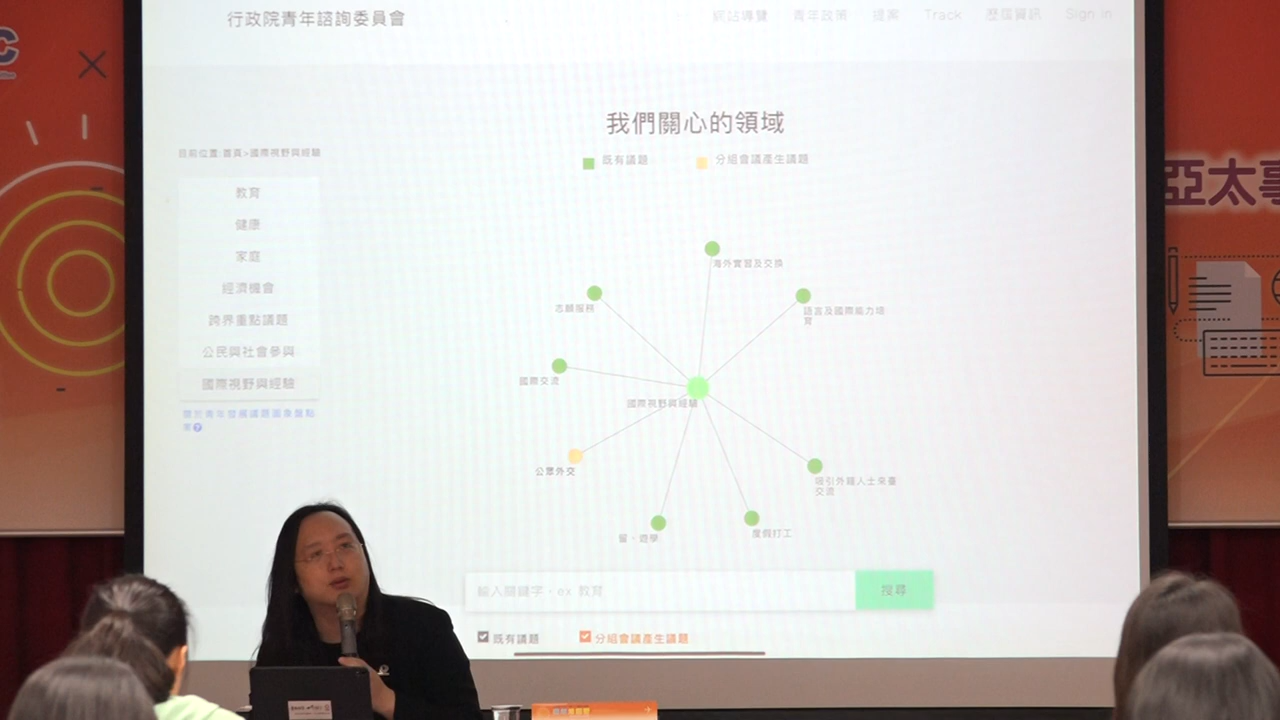 行政院青年諮詢委員會
網站導覽 青年政策 提案 Track 歷屆資訊 Sign in
我們關心的領域
既有議題
分組會議產生議題
目前位置:首頁>國際視野與經驗
教育
健康
家庭
經濟機會
跨界重點議題
公民與社會參與
國際視野與經驗
海外實習及交換
志願服務
語言及國際能力培
育
國際交流
國際視野與經驗
公眾外交
吸引外籍人士來臺
交流
留、遊學
度假打工
輸入關鍵字，ex 教育
搜尋
既有議題
分組會議產生議題
亞太事